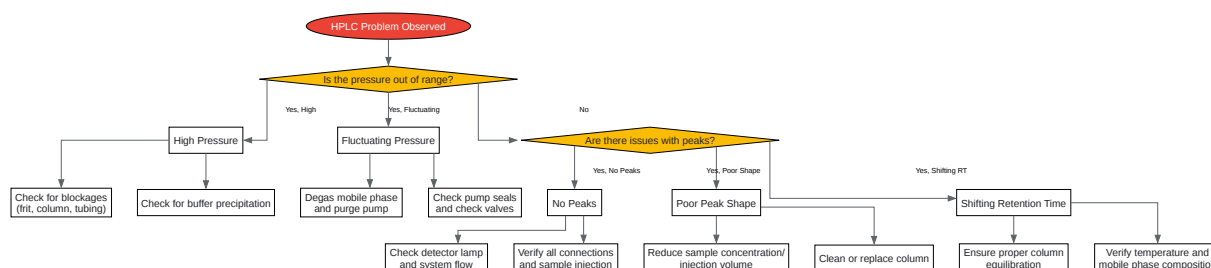 HPLC Problem Observed
Is the pressure out of range?
Yes, High
Yes, Fluctuating
No
High Pressure
Fluctuating Pressure
Are there issues with peaks?
Check for blockages
(frit, column, tubing)
Check for buffer precipitation
Degas mobile phase
and purge pump
Check pump seals
and check valves
Yes, No Peaks
Yes, Poor Shape
Yes, Shifting RT
No Peaks
Poor Peak Shape
Shifting Retention Time
Check detector lamp
and system flow
Verify all connections
and sample injection
Reduce sample concentration/
injection volume
Clean or replace column
Ensure proper column
equilibration
Verify temperature and
mobile phase composition